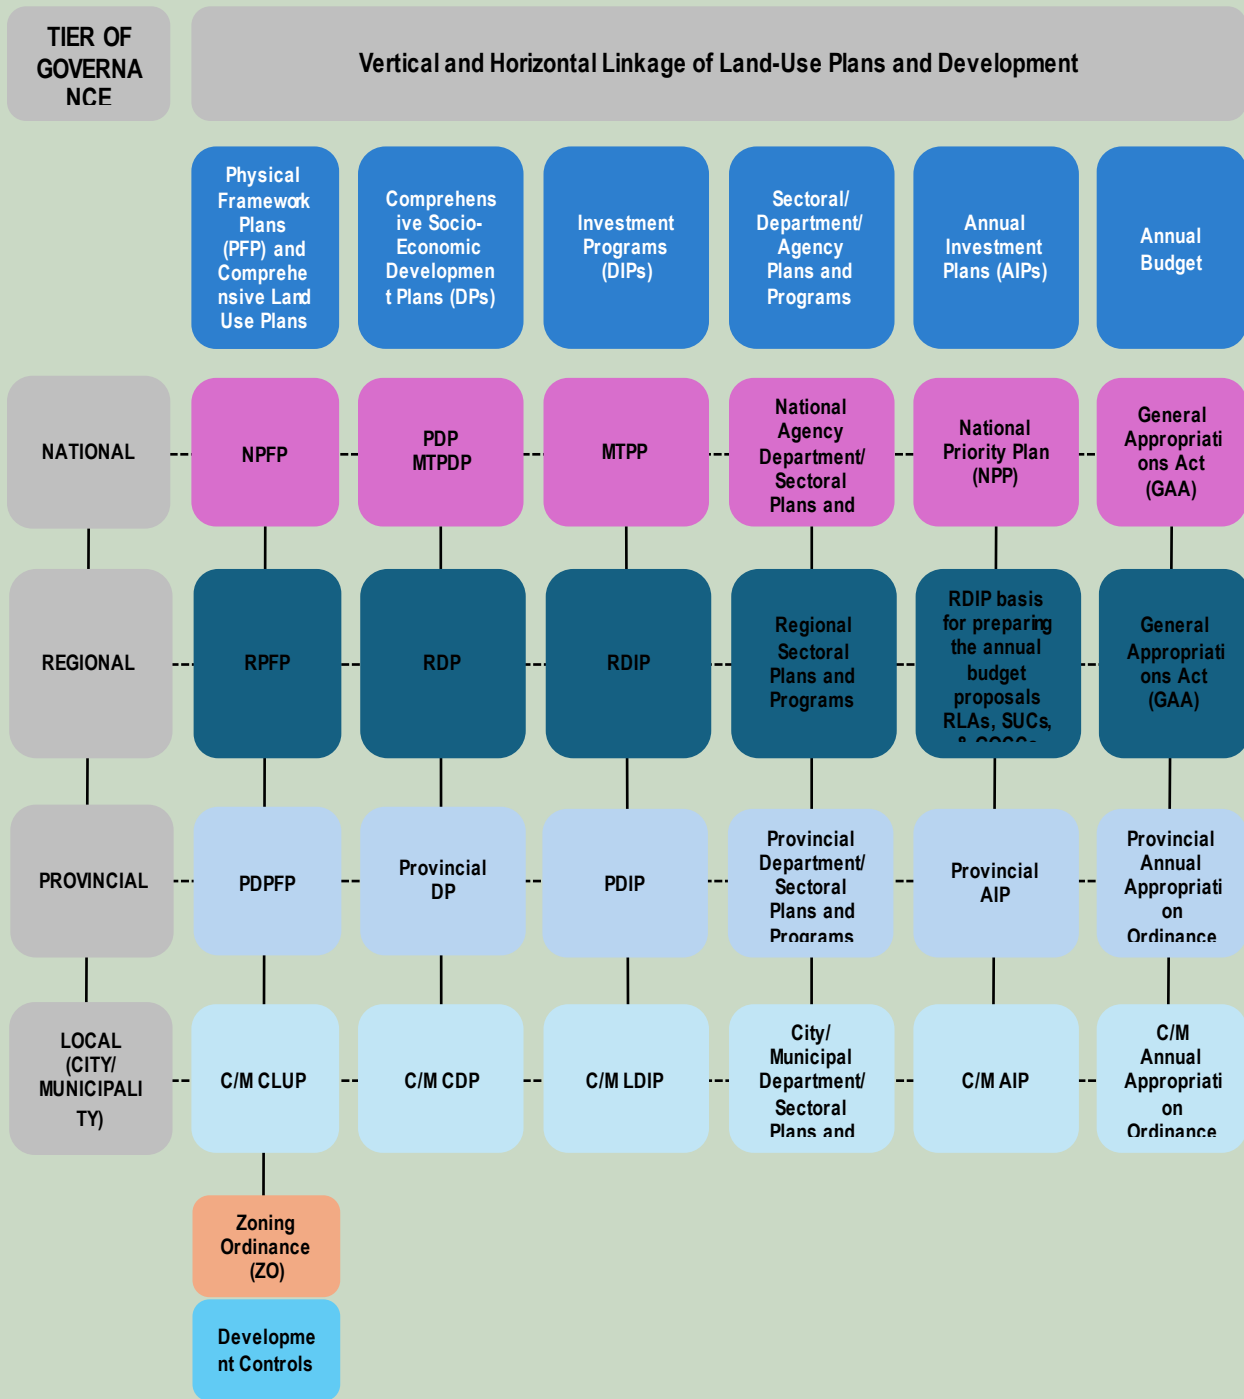 TIER OF
GOVERNA
NCE
Vertical and Horizontal Linkage of Land-Use Plans and Development
Physical
Framework
Plans
(PFP) and
Comprehe
nsive Land
Use Plans
Comprehens
ive Socio-
Economic
Developmen
t Plans (DPs)
Investment
Programs
(DIPs)
Sectoral/
Department/
Agency
Plans and
Programs
Annual
Investment
Plans (AIPs)
Annual
Budget
NATIONAL
NPFP
PDP
MTPDP
MTPP
National
Agency
Department/
Sectoral
Plans and
National
Priority Plan
(NPP)
General
Appropriati
ons Act
(GAA)
REGIONAL
RPFP
RDP
RDIP
Regional
Sectoral
Plans and
Programs
RDIP basis
for preparing
the annual
budget
proposals
RLAs, SUCs,
& GOCCs
General
Appropriati
ons Act
(GAA)
PROVINCIAL
PDPFP
Provincial
DP
PDIP
Provincial
Department/
Sectoral
Plans and
Programs
Provincial
AIP
Provincial
Annual
Appropriati
on
Ordinance
LOCAL
(CITY/
MUNICIPALI
TY)
C/M CLUP
C/M CDP
C/M LDIP
City/
Municipal
Department/
Sectoral
Plans and
C/M AIP
C/M
Annual
Appropriati
on
Ordinance
Zoning
Ordinance
(ZO)
Developme
nt Controls